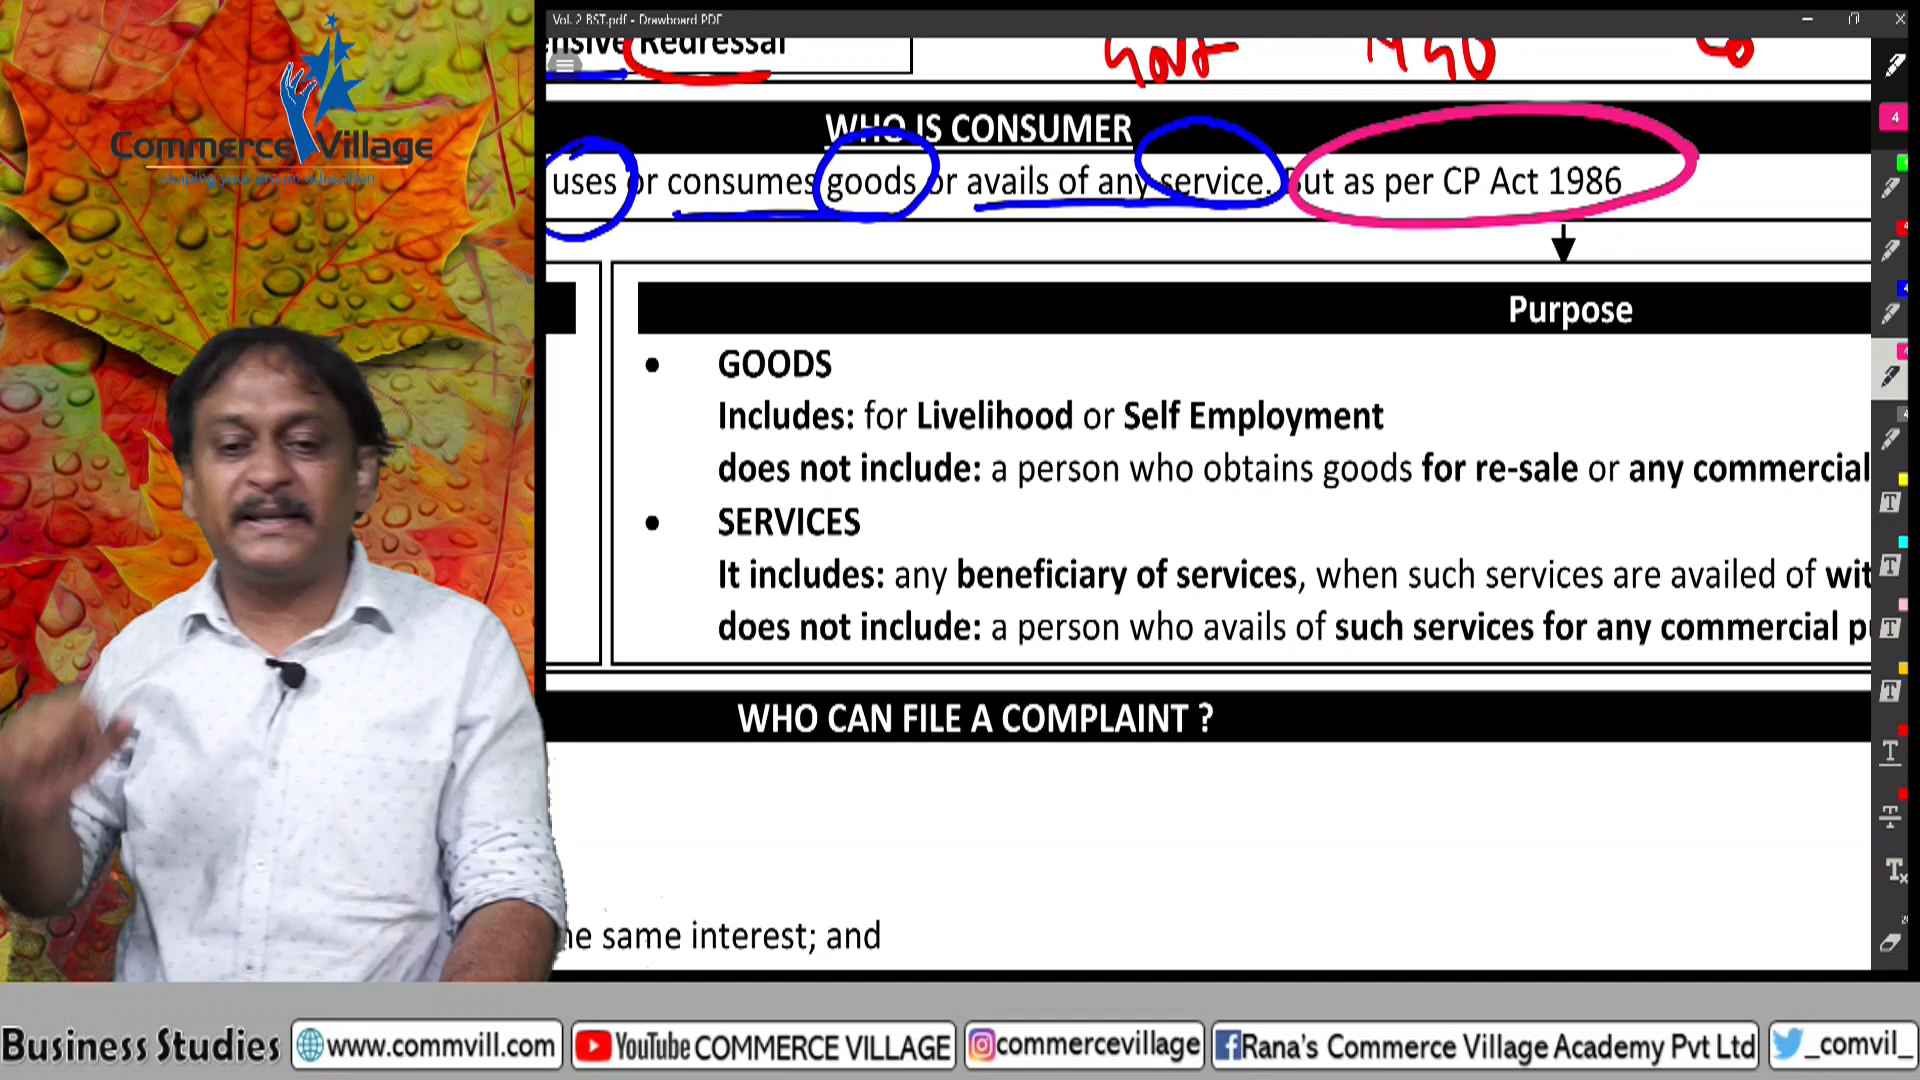 Vol. 2 BST.pdf - Drawboard PDF
Redressal
Govt
Commerce Village
shaping your dream education
WHO IS CONSUMER
uses or consumes goods or avails of any service. But as per CP Act 1986
Purpose
• GOODS
Includes: for Livelihood or Self Employment
does not include: a person who obtains goods for re-sale or any commercial
• SERVICES
It includes: any beneficiary of services, when such services are availed of
does not include: a person who avails of such services for any commercial
WHO CAN FILE A COMPLAINT ?
same interest; and
Business Studies
www.commvill.com
YouTube COMMERCE VILLAGE
commercevillage
Rana's Commerce Village Academy Pvt Ltd
_comvil_